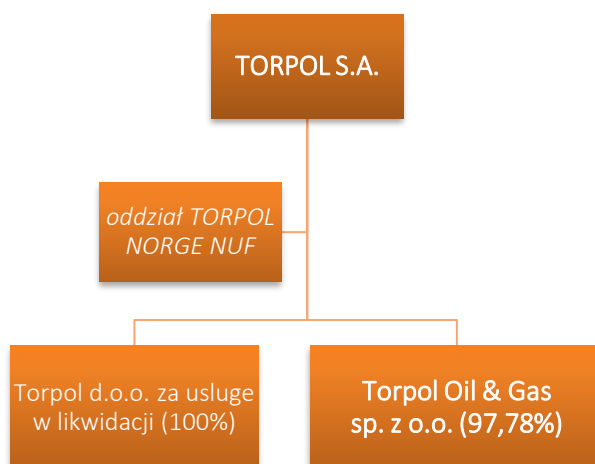 TORPOL S.A.
oddział TORPOL
NORGE NUF
Torpol d.o.o. za usluge
w likwidacji (100%)
Torpol Oil & Gas
sp. z o.o. (97,78%)